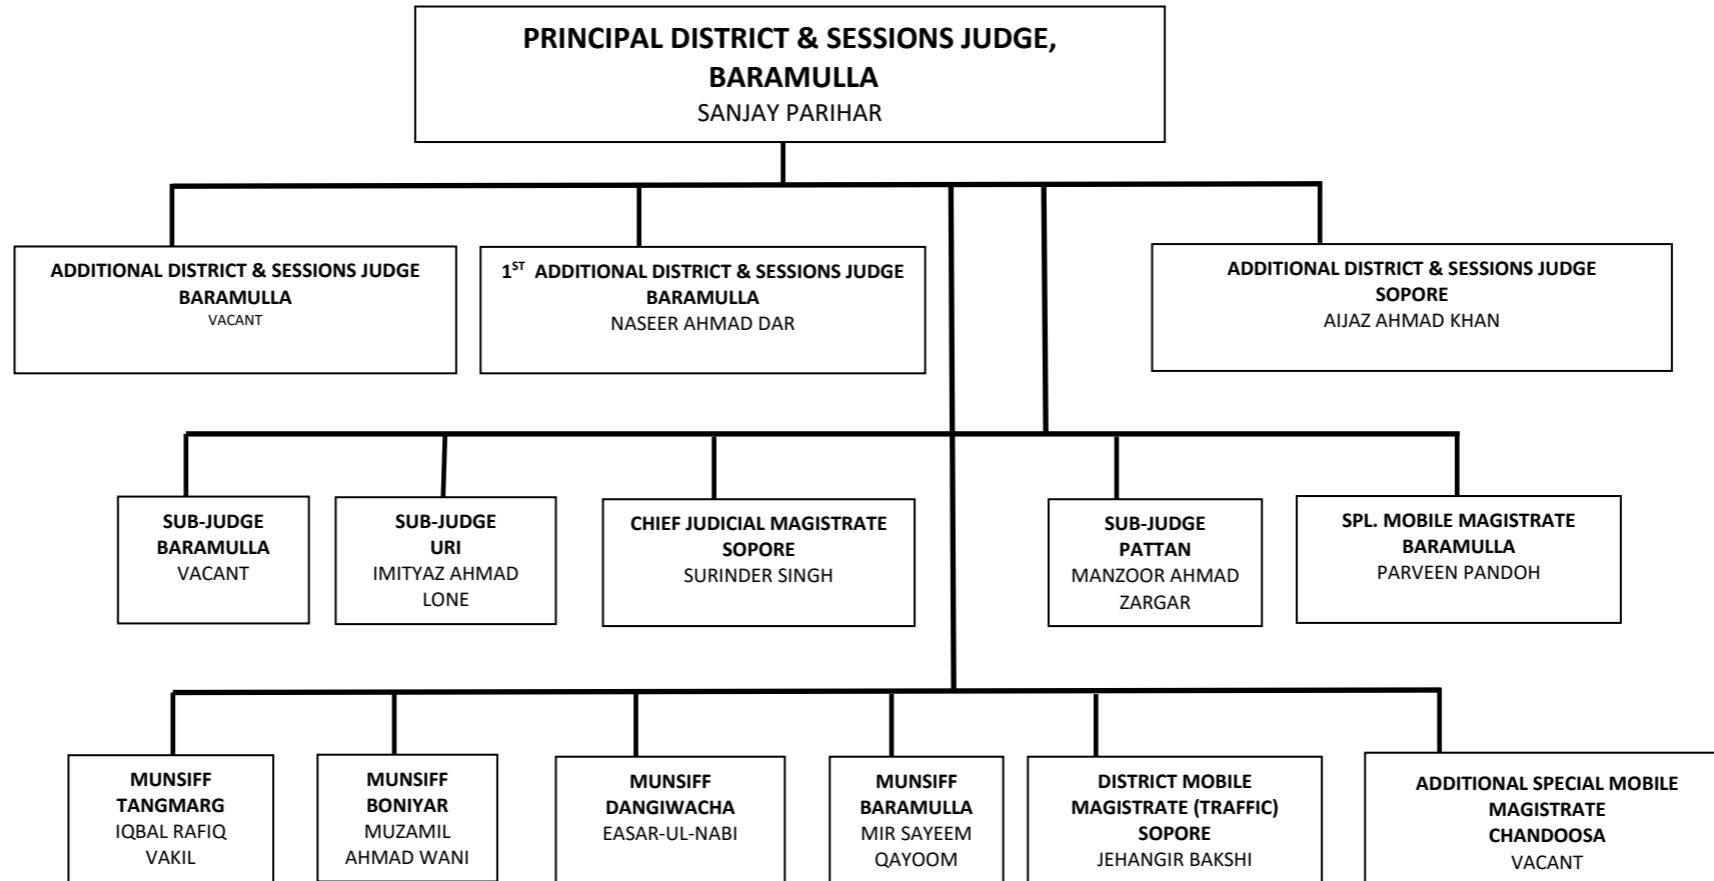 PRINCIPAL DISTRICT & SESSIONS JUDGE,
BARAMULLA
SANJAY PARIHAR
ADDITIONAL DISTRICT & SESSIONS JUDGE
BARAMULLA
VACANT
1ST ADDITIONAL DISTRICT & SESSIONS JUDGE
BARAMULLA
NASEER AHMAD DAR
ADDITIONAL DISTRICT & SESSIONS JUDGE
SOPORE
AIJAZ AHMAD KHAN
SUB-JUDGE
BARAMULLA
VACANT
SUB-JUDGE
URI
IMITYAZ AHMAD
LONE
CHIEF JUDICIAL MAGISTRATE
SOPORE
SURINDER SINGH
SUB-JUDGE
PATTAN
MANZOOR AHMAD
ZARGAR
SPL. MOBILE MAGISTRATE
BARAMULLA
PARVEEN PANDOH
MUNSIFF
TANGMARG
IQBAL RAFIQ
VAKIL
MUNSIFF
BONIYAR
MUZAMIL
AHMAD WANI
MUNSIFF
DANGIWACHA
EASAR-UL-NABI
MUNSIFF
BARAMULLA
MIR SAYEEM
QAYOOM
DISTRICT MOBILE
MAGISTRATE (TRAFFIC)
SOPORE
JEHANGIR BAKSHI
ADDITIONAL SPECIAL MOBILE
MAGISTRATE
CHANDOOSA
VACANT